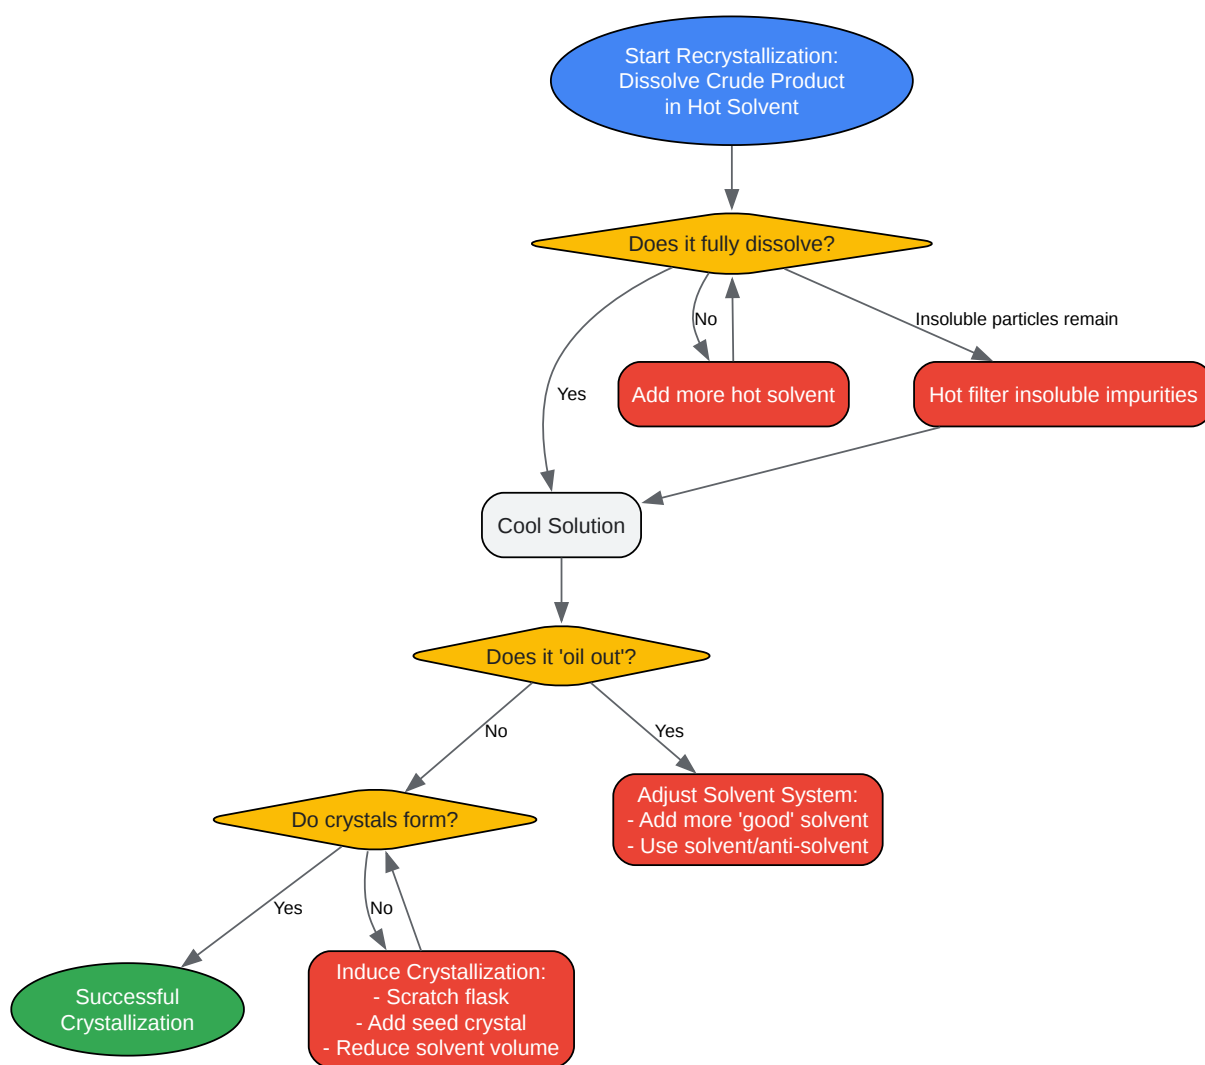 Start Recrystallization:
Dissolve Crude Product
in Hot Solvent
Does it fully dissolve?
No
Insoluble particles remain
Yes
Add more hot solvent
Hot filter insoluble impurities
Cool Solution
Does it 'oil out'?
No
Yes
Adjust Solvent System:
- Add more 'good' solvent
- Use solvent/anti-solvent
Do crystals form?
Yes
No
Successful
Crystallization
Induce Crystallization:
- Scratch flask
- Add seed crystal
- Reduce solvent volume